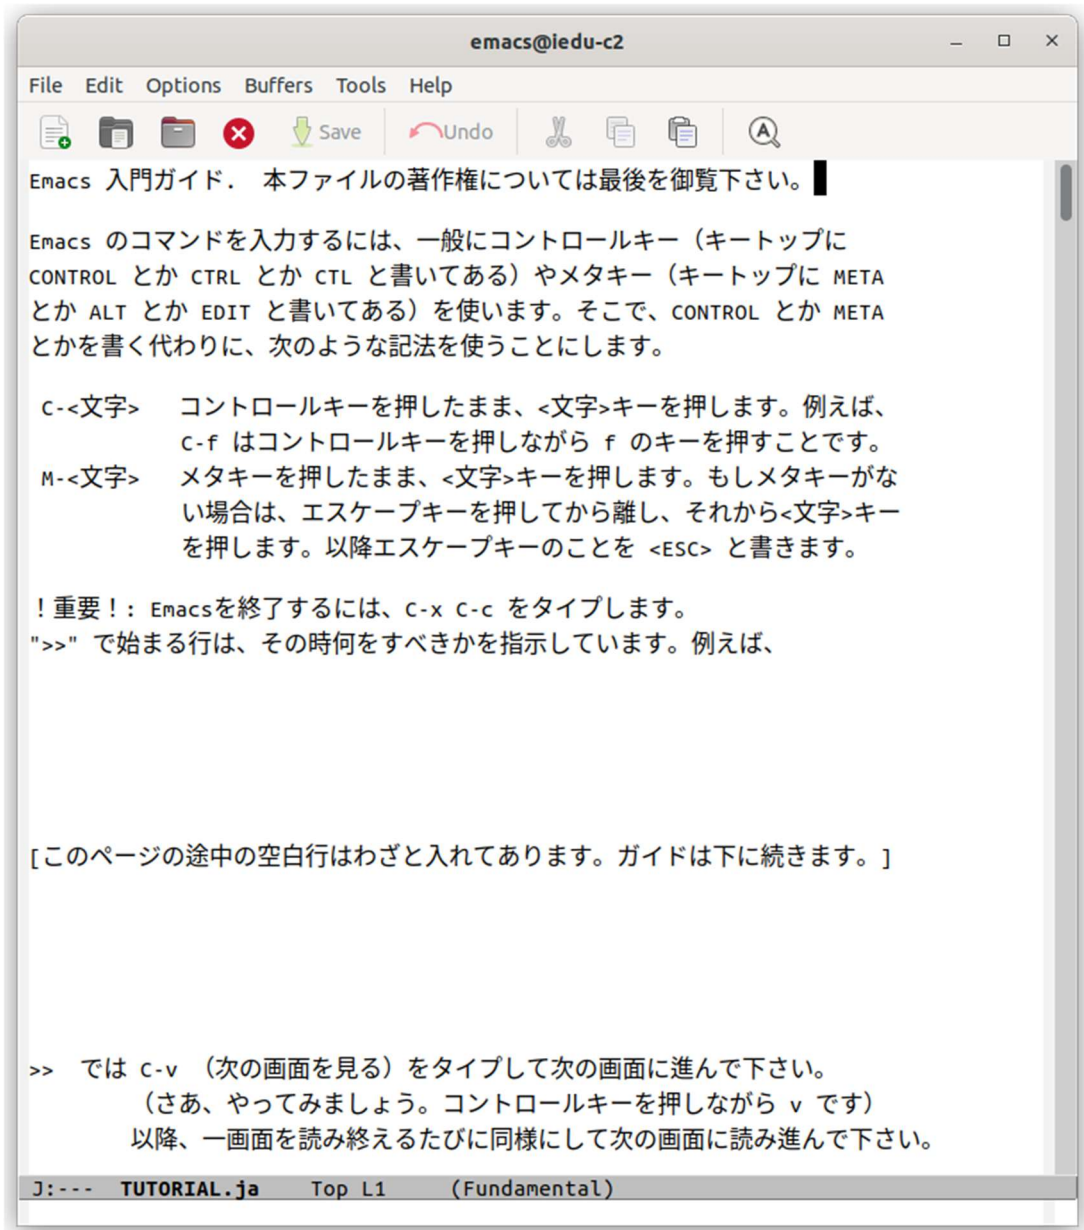 emacs@iedu-c2
File Edit Options Buffers Tools Help
Save Undo
Emacs 入門ガイド． 本ファイルの著作権については最後を御覧下さい。
Emacs のコマンドを入力するには、一般にコントロールキー（キートップに
CONTROL とか CTRL とか CTL と書いてある）やメタキー（キートップに META
とか ALT とか EDIT と書いてある）を使います。そこで、CONTROL とか META
とかを書く代わりに、次のような記法を使うことにします。
C-<文字> コントロールキーを押したまま、<文字>キーを押します。例えば、
C-f はコントロールキーを押しながら f のキーを押すことです。
M-<文字> メタキーを押したまま、<文字>キーを押します。もしメタキーがな
い場合は、エスケープキーを押してから離し、それから<文字>キー
を押します。以降エスケープキーのことを <ESC> と書きます。
！重要！: Emacsを終了するには、C-x C-c をタイプします。
">>" で始まる行は、その時何をすべきかを指示しています。例えば、
[このページの途中の空白行はわざと入れてあります。ガイドは下に続きます。]
>> では C-v （次の画面を見る）をタイプして次の画面に進んで下さい。
（さあ、やってみましょう。コントロールキーを押しながら v です）
以降、一画面を読み終えるたびに同様にして次の画面に読み進んで下さい。
J:--- TUTORIAL.ja Top L1 (Fundamental)